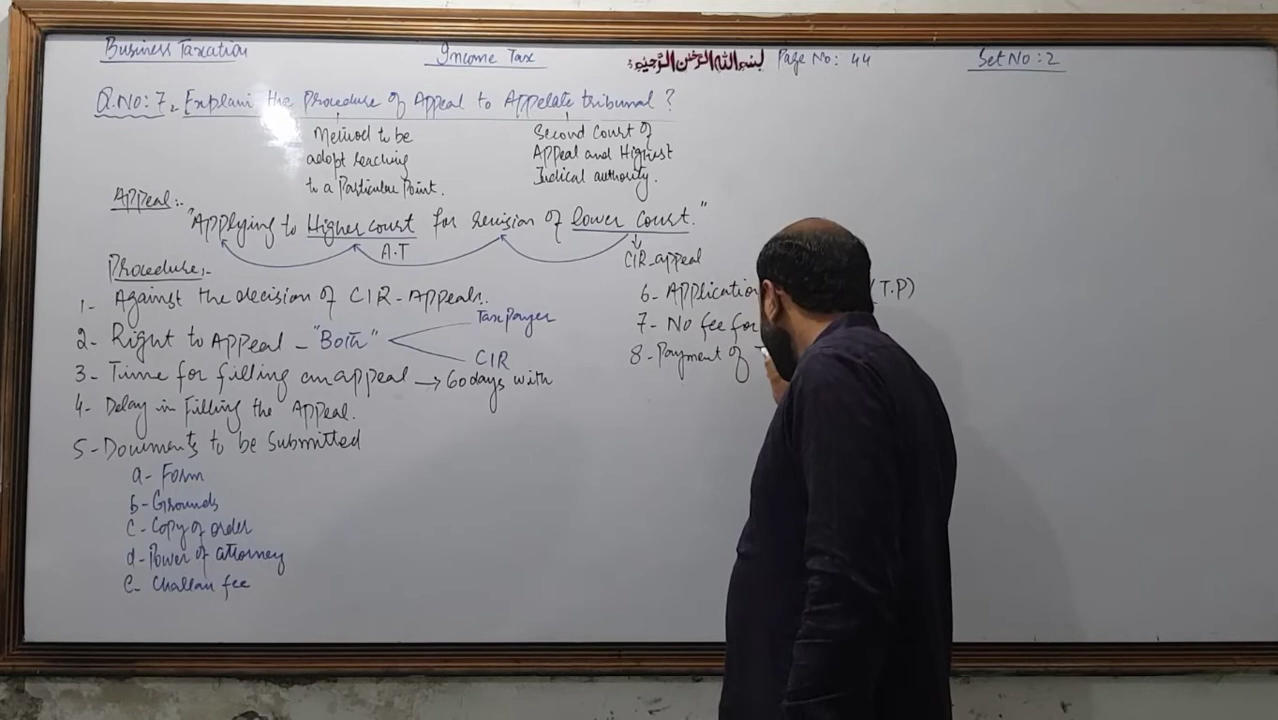 Business Taxation
Income Tax
بسم الله الرحمن الرحيم
Page No: 44
Set No: 2
Q.No: 7. Explain the Procedure of Appeal to Appelate tribunal ?
Method to be
adopt reaching
to a Particular Point.
Second Court of
Appeal and Highest
Judical authority.
Appeal:-
"Applying to Higher court for revision of lower court."
A.T
CIR-appeal
Procedure:-
1- Against the decision of CIR-Appeals.
2- Right to Appeal - "Both"
Taxpayer
CIR
3- Time for filling an appeal → 60 days with
4- Delay in Filling the Appeal.
5- Documents to be Submitted
a- Form
b- Grounds
c- Copy of order
d- Power of attorney
e- Challan fee
6- Application (T.P)
7- No fee for
8- Payment of T